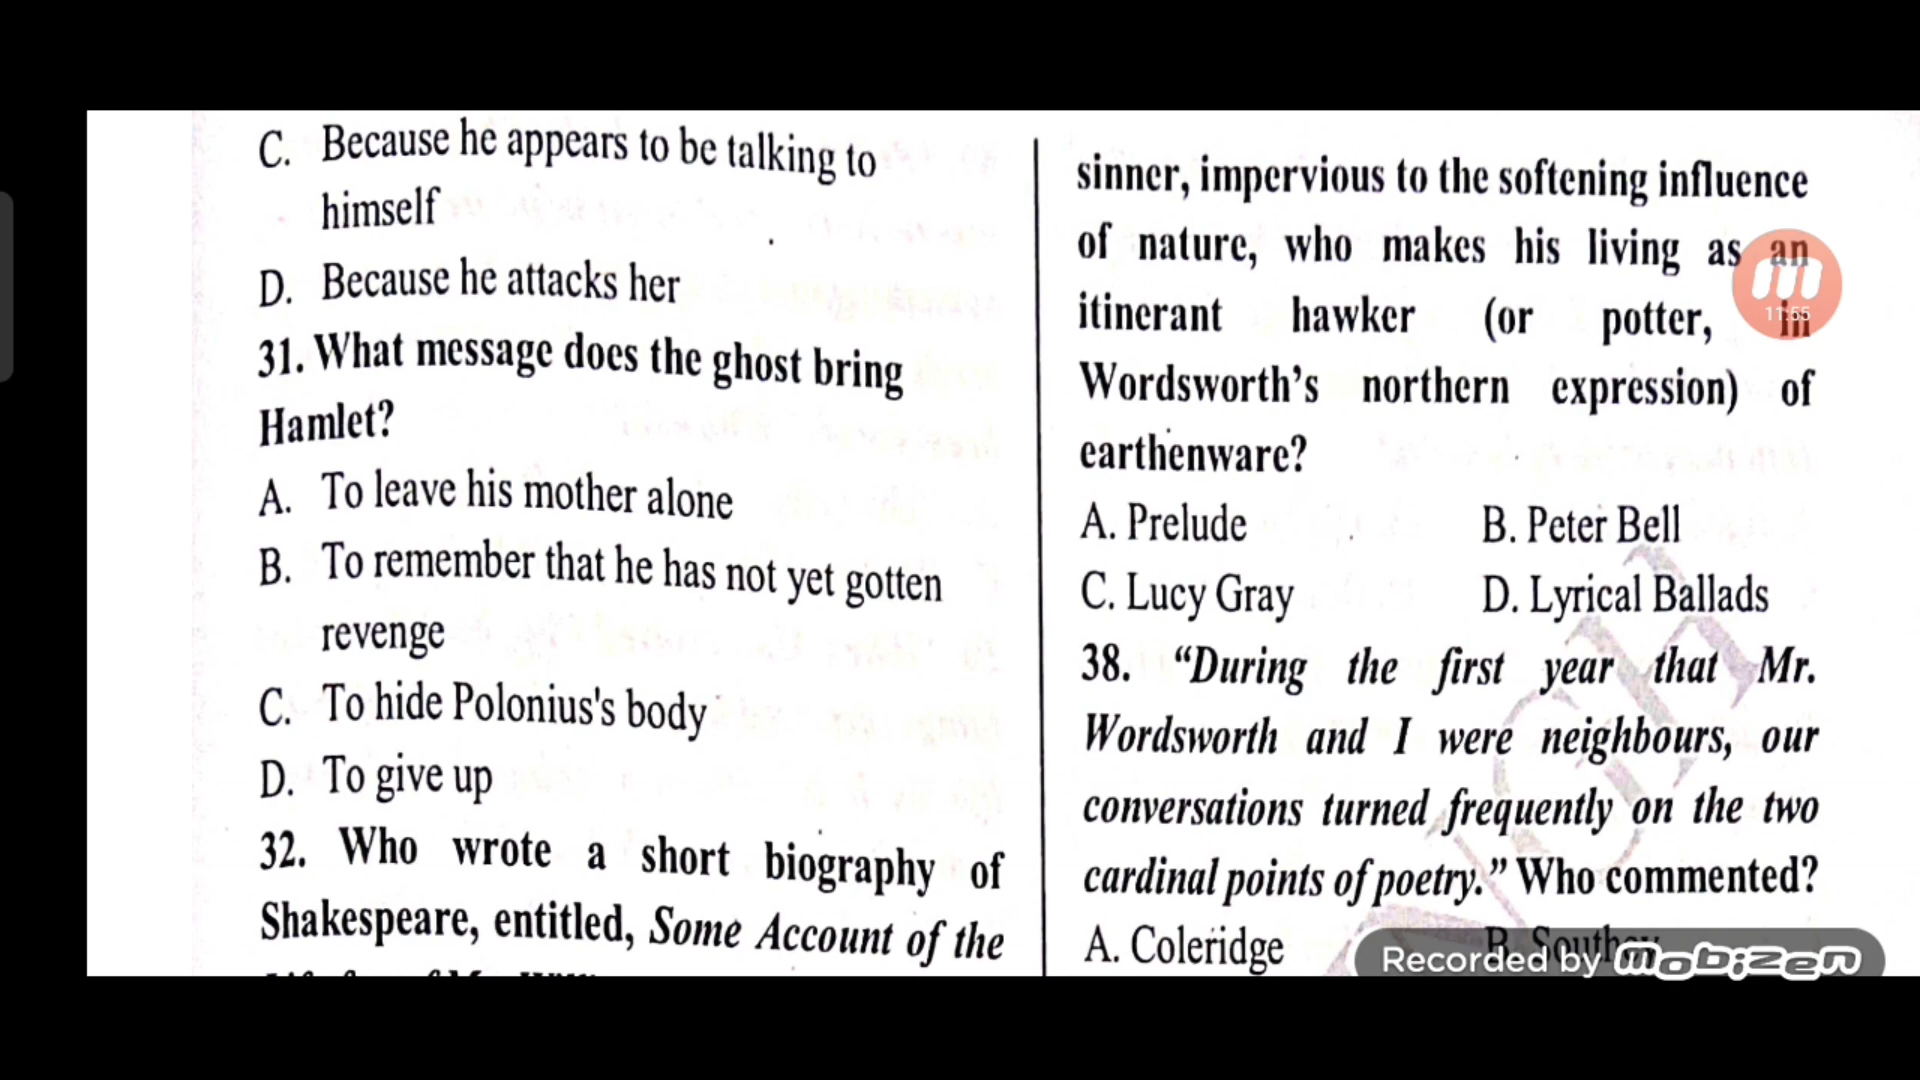 C. Because he appears to be talking to
himself
D. Because he attacks her
31. What message does the ghost bring
Hamlet?
A. To leave his mother alone
B. To remember that he has not yet gotten
revenge
C. To hide Polonius's body
D. To give up
32. Who wrote a short biography of
Shakespeare, entitled, Some Account of the
sinner, impervious to the softening influence
of nature, who makes his living as an
itinerant hawker (or potter, in
Wordsworth's northern expression) of
earthenware?
A. Prelude B. Peter Bell
C. Lucy Gray D. Lyrical Ballads
38. "During the first year that Mr.
Wordsworth and I were neighbours, our
conversations turned frequently on the two
cardinal points of poetry." Who commented?
A. Coleridge B. Southey
11:55
Recorded by mobizen